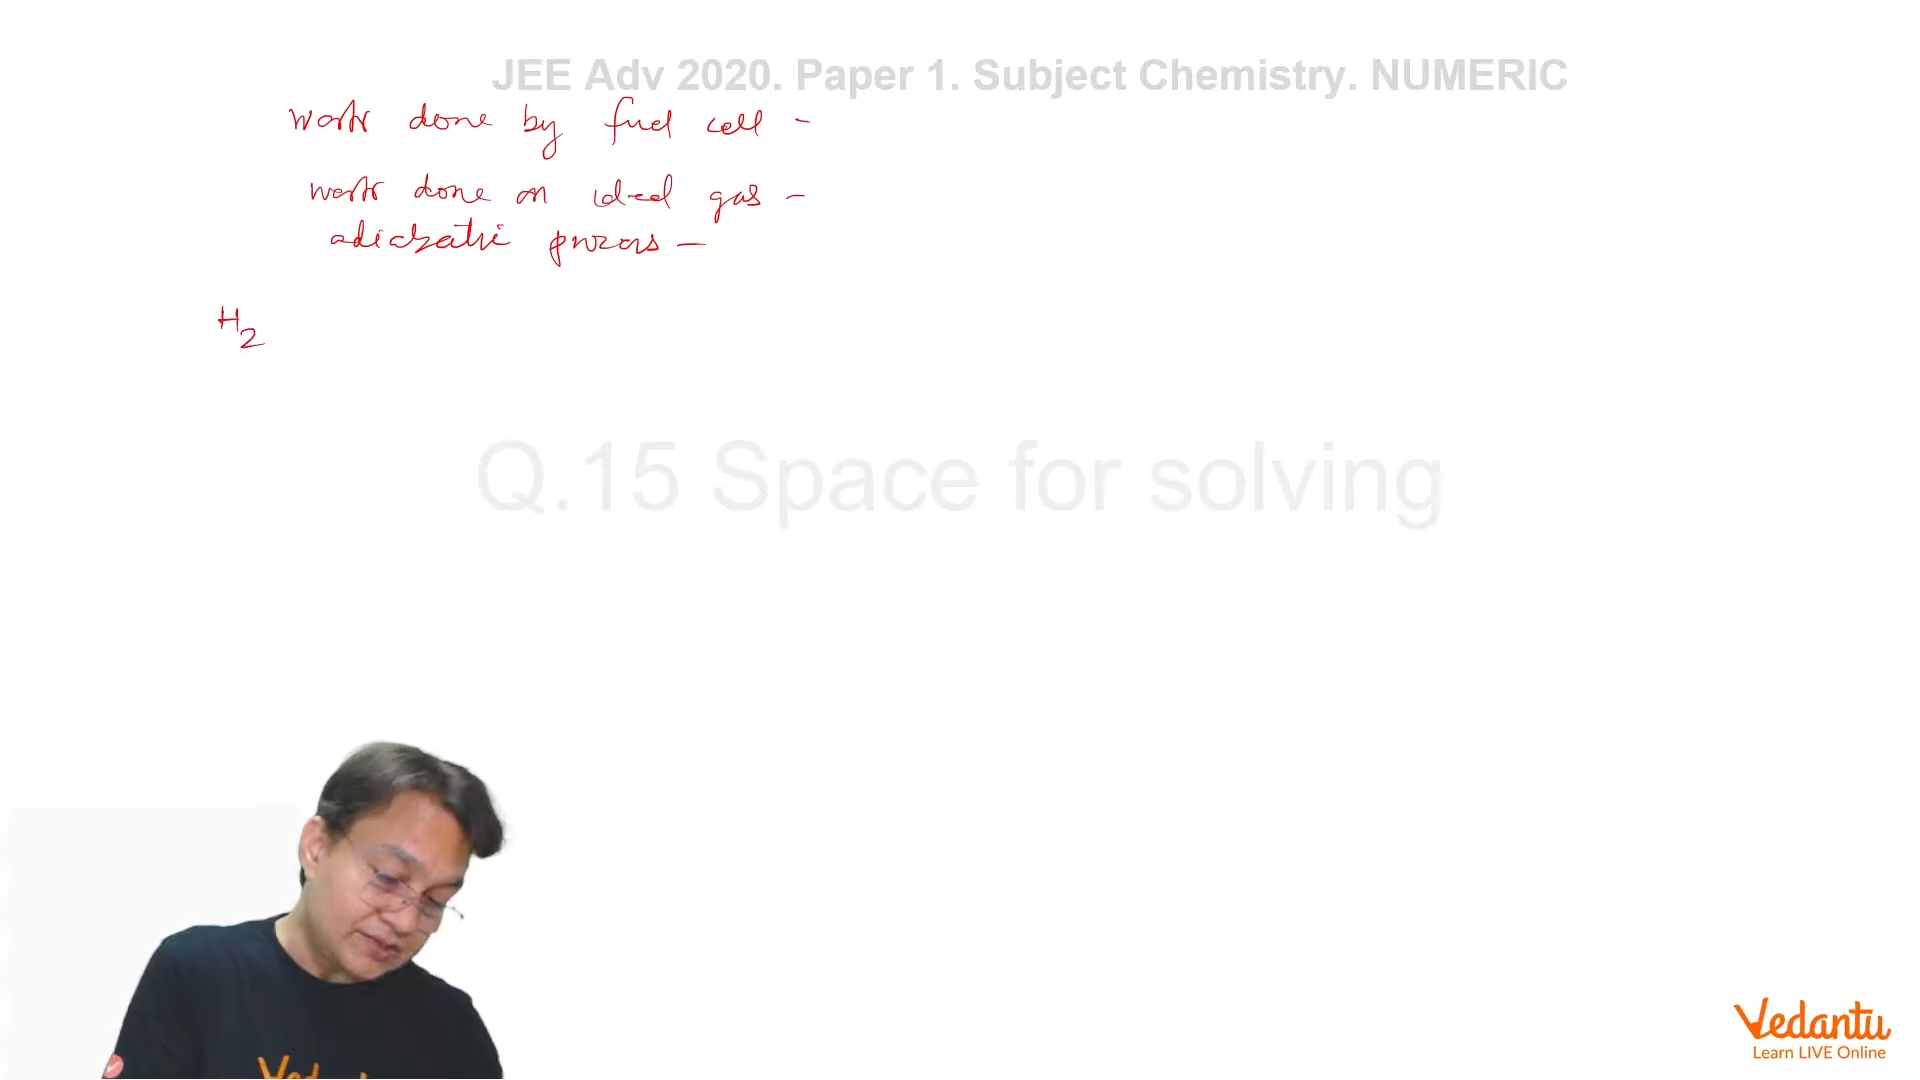 JEE Adv 2020. Paper 1. Subject Chemistry. NUMERIC
work done by fuel cell -
work done on ideal gas -
adiabatic process -
H2
Q.15 Space for solving
Vedantu
Learn LIVE Online